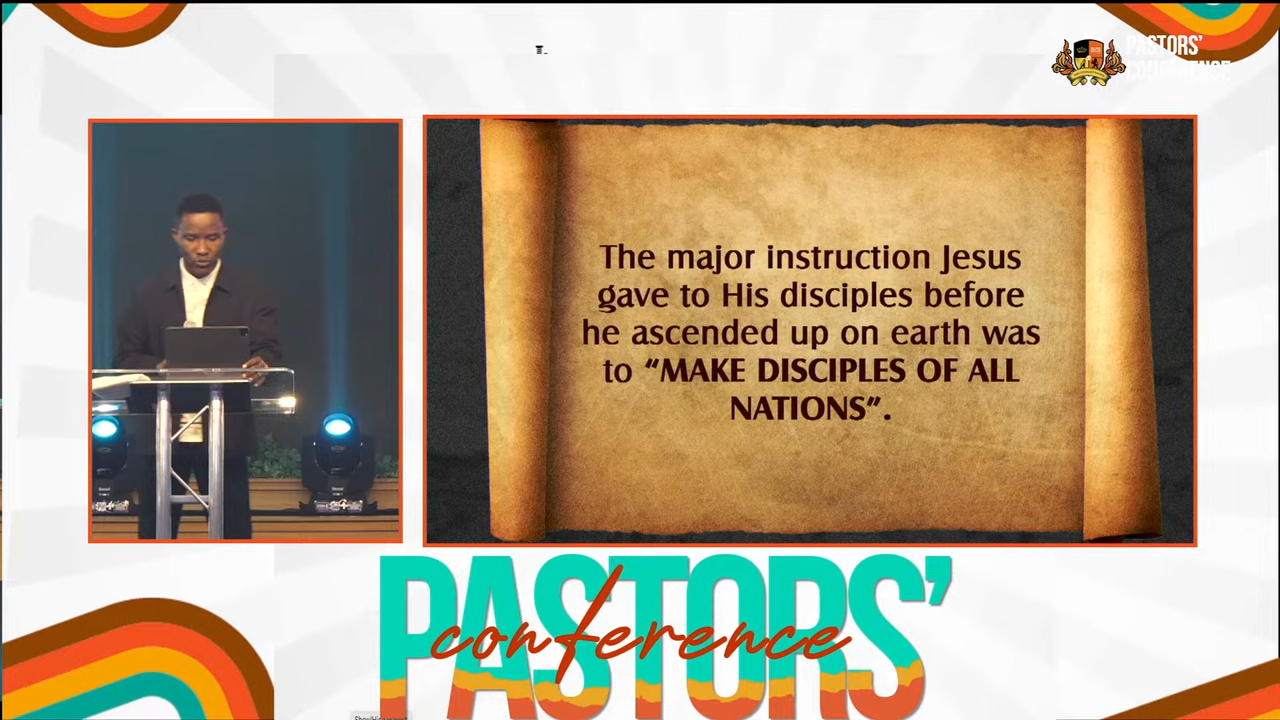 PASTORS'
CONFERENCE
The major instruction Jesus
gave to His disciples before
he ascended up on earth was
to “MAKE DISCIPLES OF ALL
NATIONS”.
PASTORS’
conference